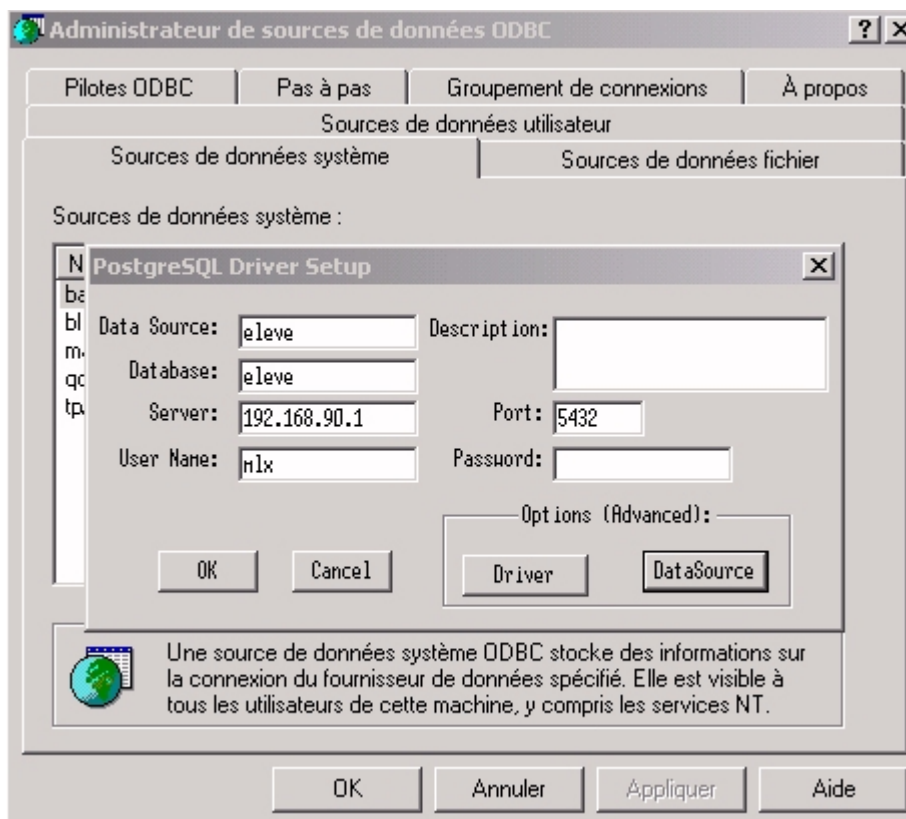 Administrateur de sources de données ODBC
Pilotes ODBC
Pas à pas
Groupement de connexions
À propos
Sources de données utilisateur
Sources de données système
Sources de données fichier
Sources de données système :
PostgreSQL Driver Setup
Data Source: eleve
Description:
Database: eleve
Server: 192.168.90.1
Port: 5432
User Name: mlx
Password:
Options (Advanced):
OK
Cancel
Driver
DataSource
Une source de données système ODBC stocke des informations sur
la connexion du fournisseur de données spécifié. Elle est visible à
tous les utilisateurs de cette machine, y compris les services NT.
OK
Annuler
Appliquer
Aide